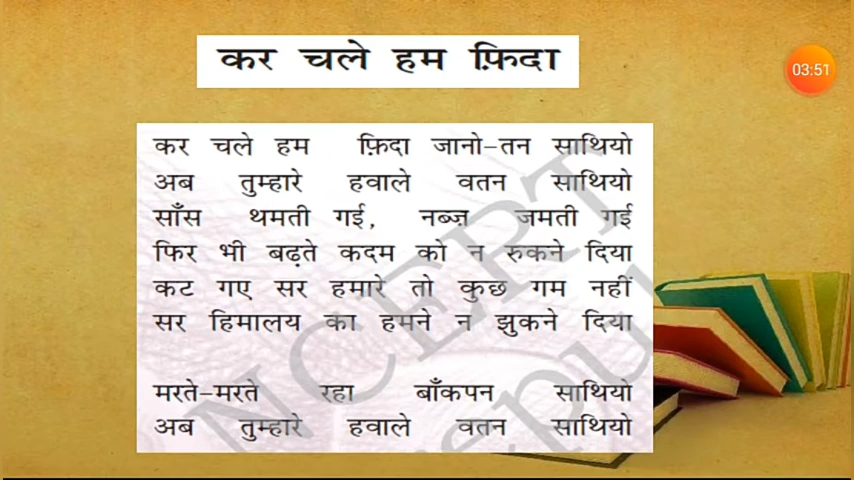 कर चले हम फ़िदा
03:51
कर चले हम फ़िदा जानो-तन साथियो
अब तुम्हारे हवाले वतन साथियो
साँस थमती गई, नब्ज़ जमती गई
फिर भी बढ़ते कदम को न रुकने दिया
कट गए सर हमारे तो कुछ गम नहीं
सर हिमालय का हमने न झुकने दिया
मरते-मरते रहा बाँकपन साथियो
अब तुम्हारे हवाले वतन साथियो
NCERT